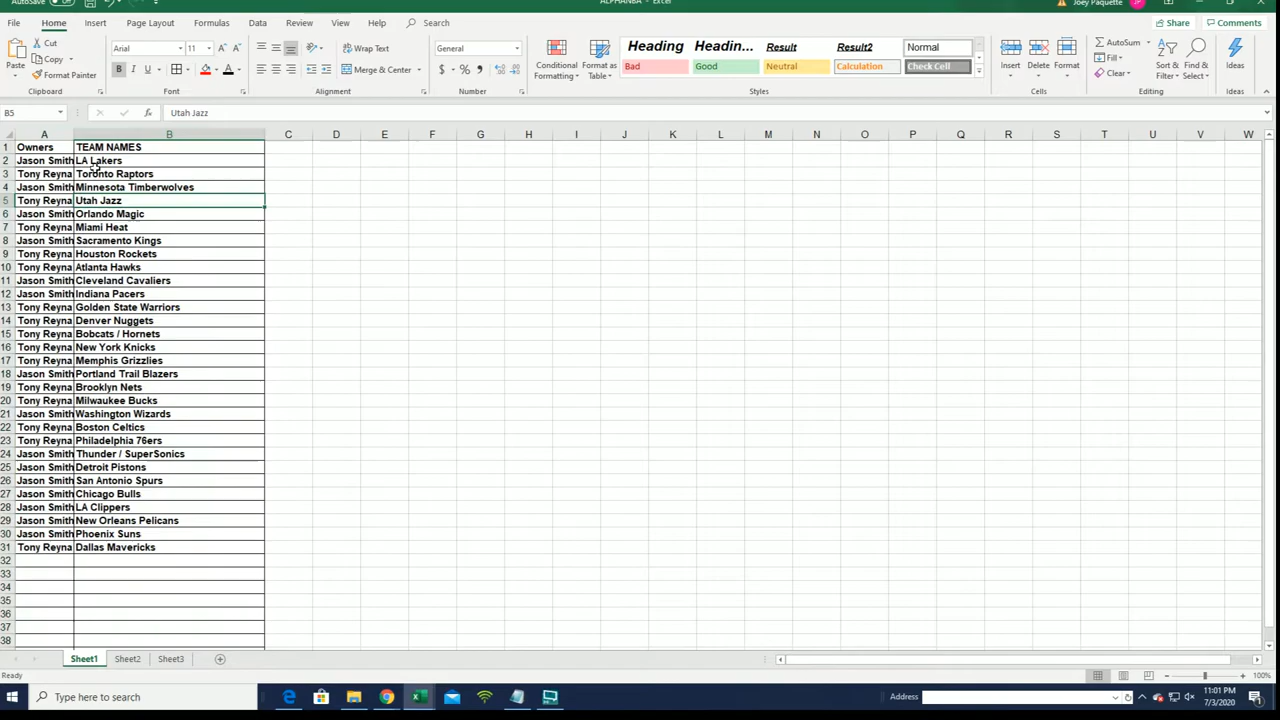 AutoSave Off ALPHANBA - Excel Joey Paquette JP
File Home Insert Page Layout Formulas Data Review View Help Search Share Comments
Paste Cut Copy Format Painter Clipboard
Arial 11 B I U Font
Wrap Text Merge & Center Alignment
General $ % , Number
Conditional Formatting Format as Table
Heading Headin... Result Result2 Normal
Bad Good Neutral Calculation Check Cell
Styles
Insert Delete Format Cells
AutoSum Fill Clear Sort & Filter Find & Select Editing
Ideas Ideas
B5 fx Utah Jazz
A B C D E F G H I J K L M N O P Q R S T U V W
1 Owners TEAM NAMES
2 Jason Smith LA Lakers
3 Tony Reyna Toronto Raptors
4 Jason Smith Minnesota Timberwolves
5 Tony Reyna Utah Jazz
6 Jason Smith Orlando Magic
7 Tony Reyna Miami Heat
8 Jason Smith Sacramento Kings
9 Tony Reyna Houston Rockets
10 Tony Reyna Atlanta Hawks
11 Jason Smith Cleveland Cavaliers
12 Jason Smith Indiana Pacers
13 Tony Reyna Golden State Warriors
14 Tony Reyna Denver Nuggets
15 Tony Reyna Bobcats / Hornets
16 Tony Reyna New York Knicks
17 Tony Reyna Memphis Grizzlies
18 Jason Smith Portland Trail Blazers
19 Tony Reyna Brooklyn Nets
20 Tony Reyna Milwaukee Bucks
21 Jason Smith Washington Wizards
22 Tony Reyna Boston Celtics
23 Tony Reyna Philadelphia 76ers
24 Jason Smith Thunder / SuperSonics
25 Jason Smith Detroit Pistons
26 Jason Smith San Antonio Spurs
27 Jason Smith Chicago Bulls
28 Jason Smith LA Clippers
29 Jason Smith New Orleans Pelicans
30 Jason Smith Phoenix Suns
31 Tony Reyna Dallas Mavericks
32
33
34
35
36
37
38
Sheet1 Sheet2 Sheet3
Ready 100%
Type here to search Address 11:01 PM
7/3/2020